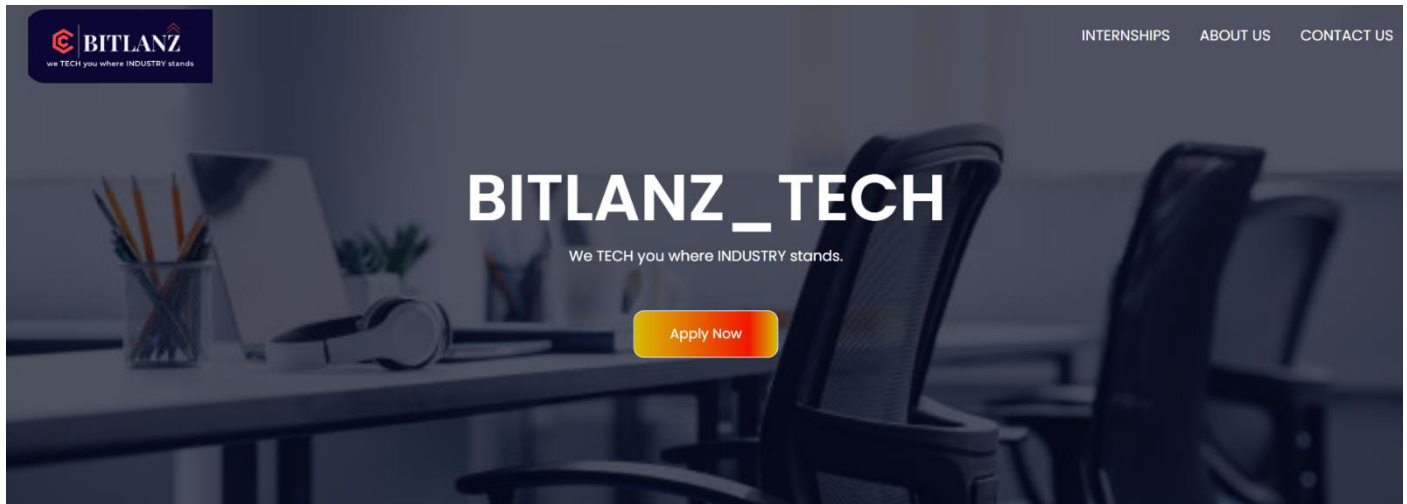 BITLANZ
we TECH you where INDUSTRY stands
INTERNSHIPS ABOUT US CONTACT US
BITLANZ_TECH
We TECH you where INDUSTRY stands.
Apply Now